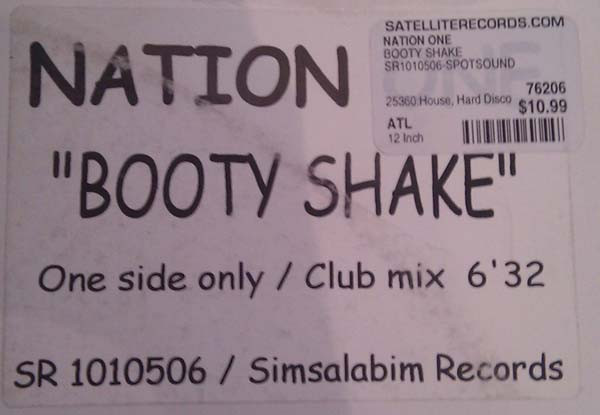 NATION ONE
SATELLITERECORDS.COM
NATION ONE
BOOTY SHAKE
SR1010506-SPOTSOUND
76206
25360:House, Hard Disco $10.99
ATL
12 Inch
"BOOTY SHAKE"
One side only / Club mix 6'32
SR 1010506 / Simsalabim Records